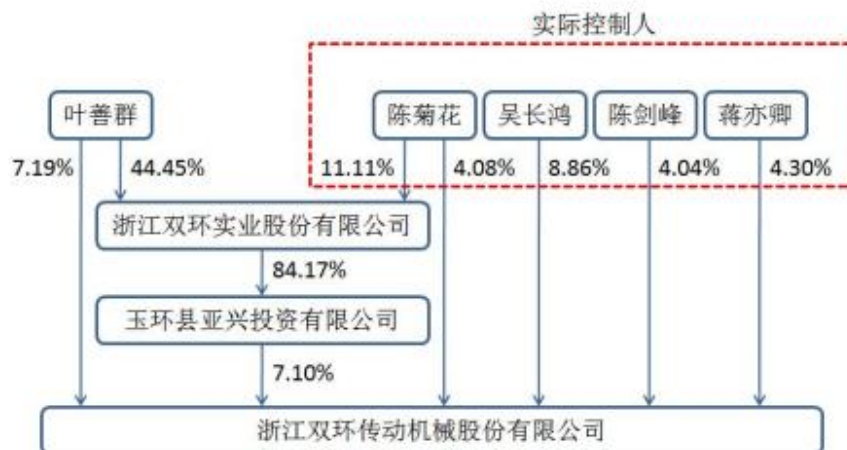 实际控制人
叶善群
陈菊花
吴长鸿
陈剑峰
蒋亦卿
7.19%
44.45%
11.11%
4.08%
8.86%
4.04%
4.30%
浙江双环实业股份有限公司
84.17%
玉环县亚兴投资有限公司
7.10%
浙江双环传动机械股份有限公司